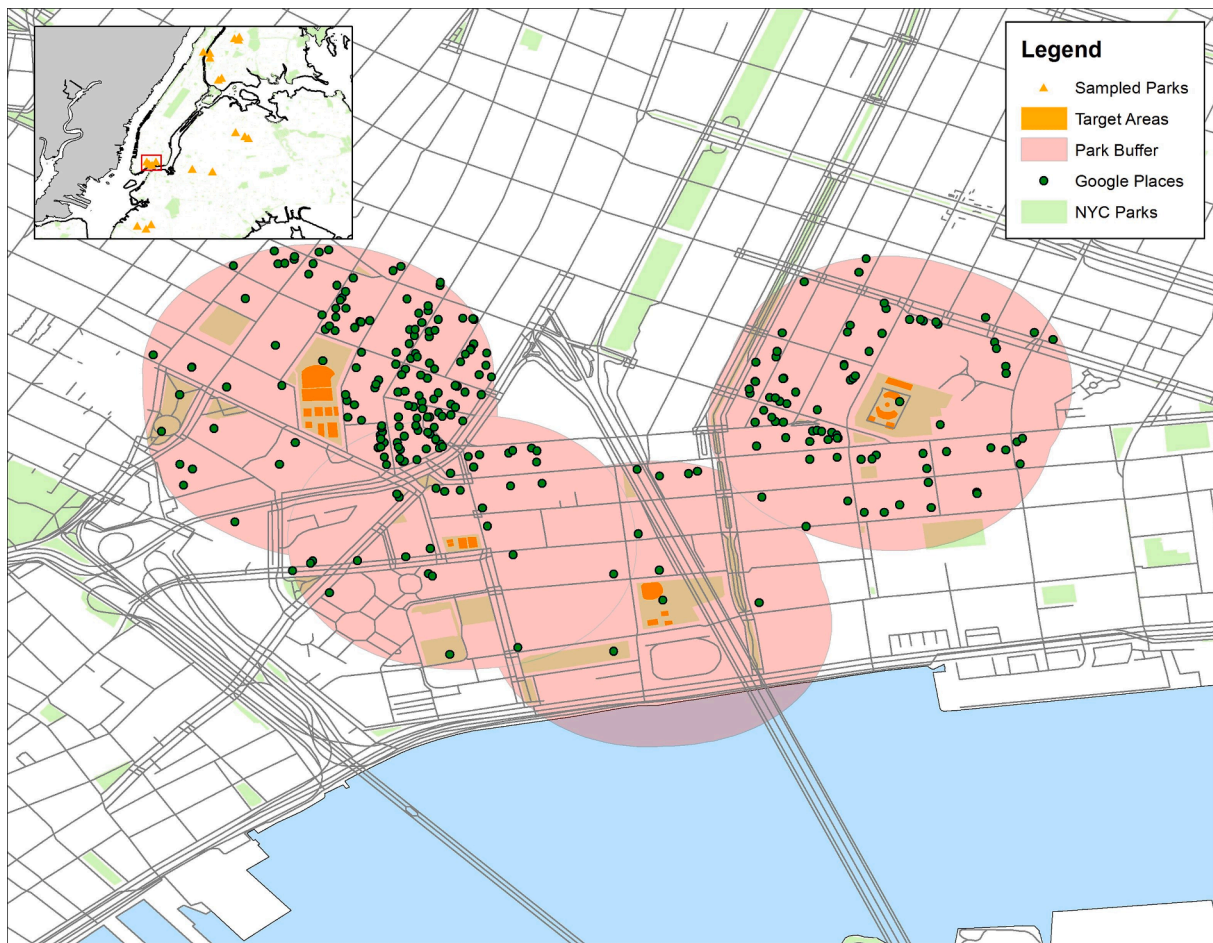 Legend
Sampled Parks
Target Areas
Park Buffer
Google Places
NYC Parks